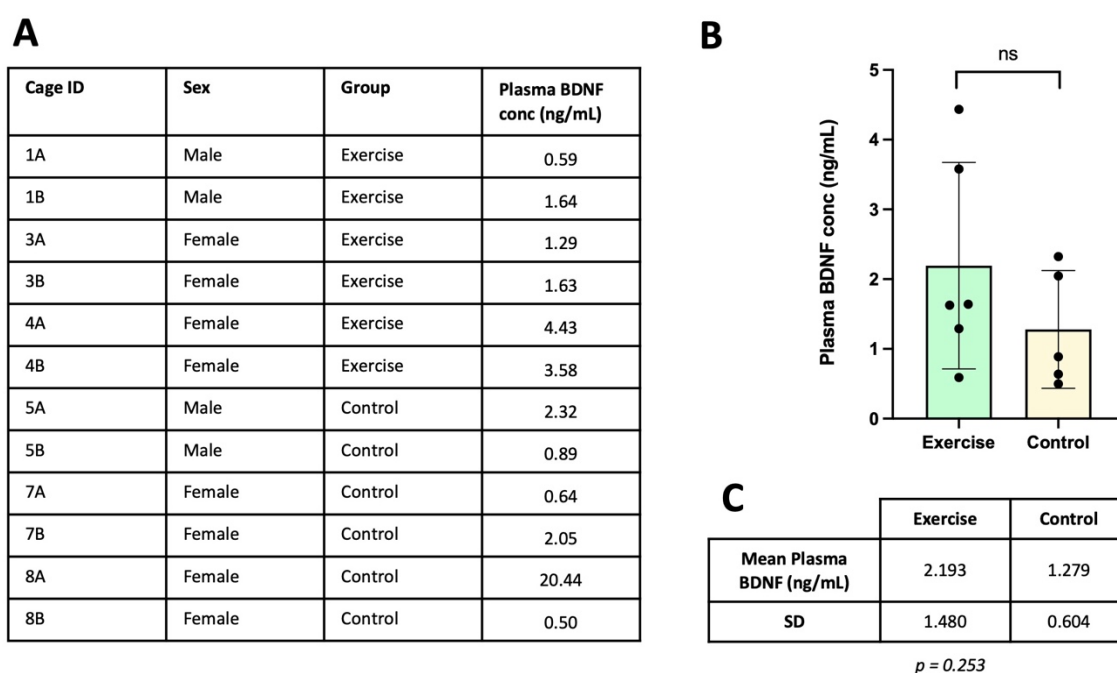 A
Cage ID Sex Group Plasma BDNF
conc (ng/mL)
1A Male Exercise 0.59
1B Male Exercise 1.64
3A Female Exercise 1.29
3B Female Exercise 1.63
4A Female Exercise 4.43
4B Female Exercise 3.58
5A Male Control 2.32
5B Male Control 0.89
7A Female Control 0.64
7B Female Control 2.05
8A Female Control 20.44
8B Female Control 0.50
B
ns
Plasma BDNF conc (ng/mL)
5
4
3
2
1
0
Exercise Control
C
Exercise Control
Mean Plasma
BDNF (ng/mL) 2.193 1.279
SD 1.480 0.604
p = 0.253